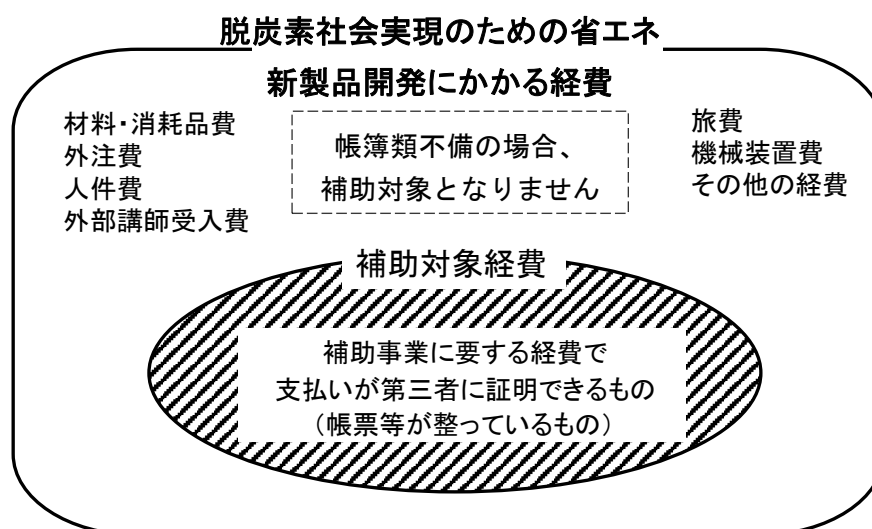 脱炭素社会実現のための省エネ
新製品開発にかかる経費
材料・消耗品費
外注費
人件費
外部講師受入費
帳簿類不備の場合、
補助対象となりません
旅費
機械装置費
その他の経費
補助対象経費
補助事業に要する経費で
支払いが第三者に証明できるもの
（帳票等が整っているもの）